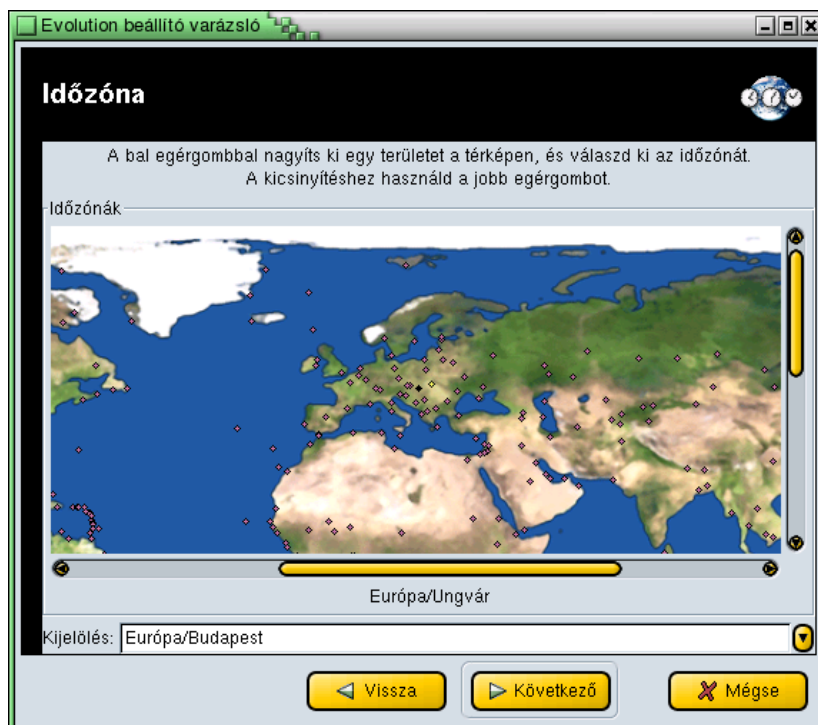 Evolution beállító varázsló
Időzóna
A bal egérgombbal nagyíts ki egy területet a térképen, és válaszd ki az időzónát.
A kicsinyítéshez használd a jobb egérgombot.
Időzónák
Európa/Ungvár
Kijelölés: Európa/Budapest
Vissza Következő Mégse